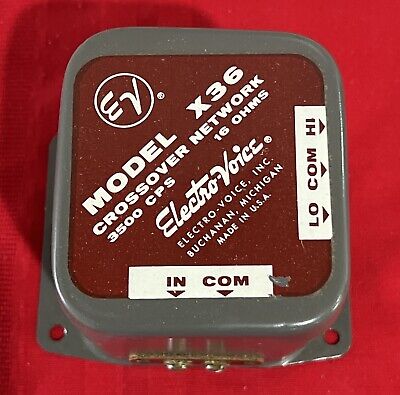 EV®
MODEL X36
CROSSOVER NETWORK
3500 CPS 16 OHMS
Electro-Voice®
ELECTRO-VOICE, INC.
BUCHANAN, MICHIGAN
MADE IN U.S.A.
LO COM HI
IN COM